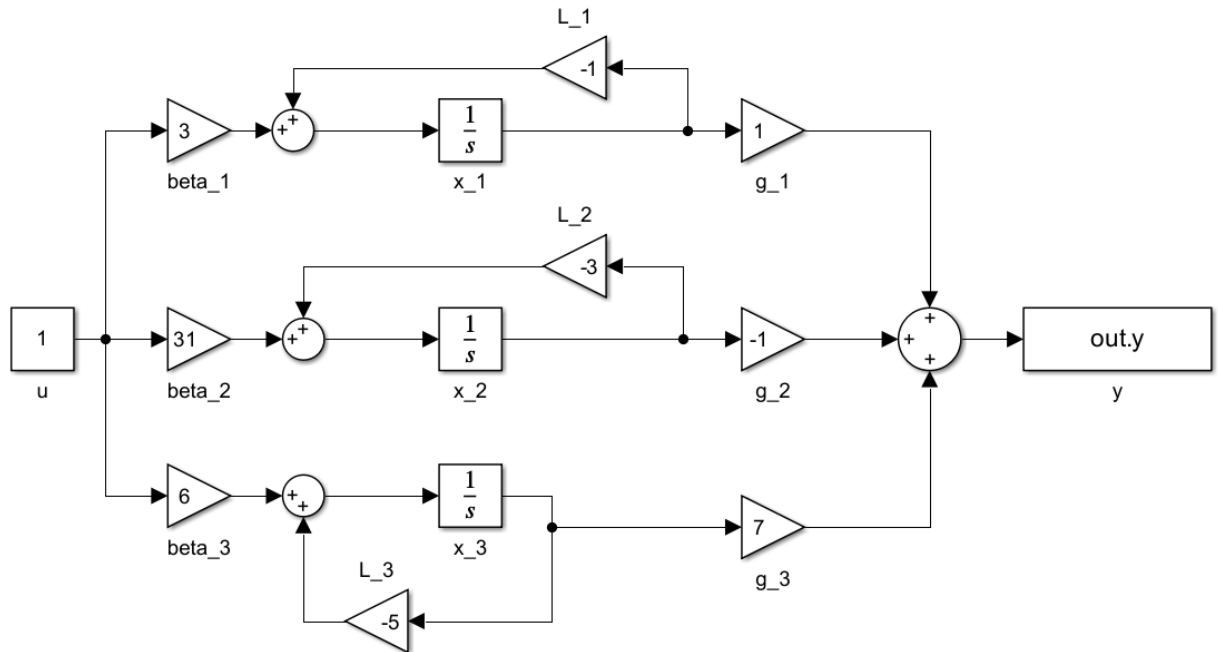 L_1
-1
3
+
+
1
s
1
beta_1
x_1
g_1
L_2
-3
1
31
+
+
1
s
-1
+
+
+
out.y
u
beta_2
x_2
g_2
y
6
+
+
1
s
7
beta_3
x_3
g_3
L_3
-5